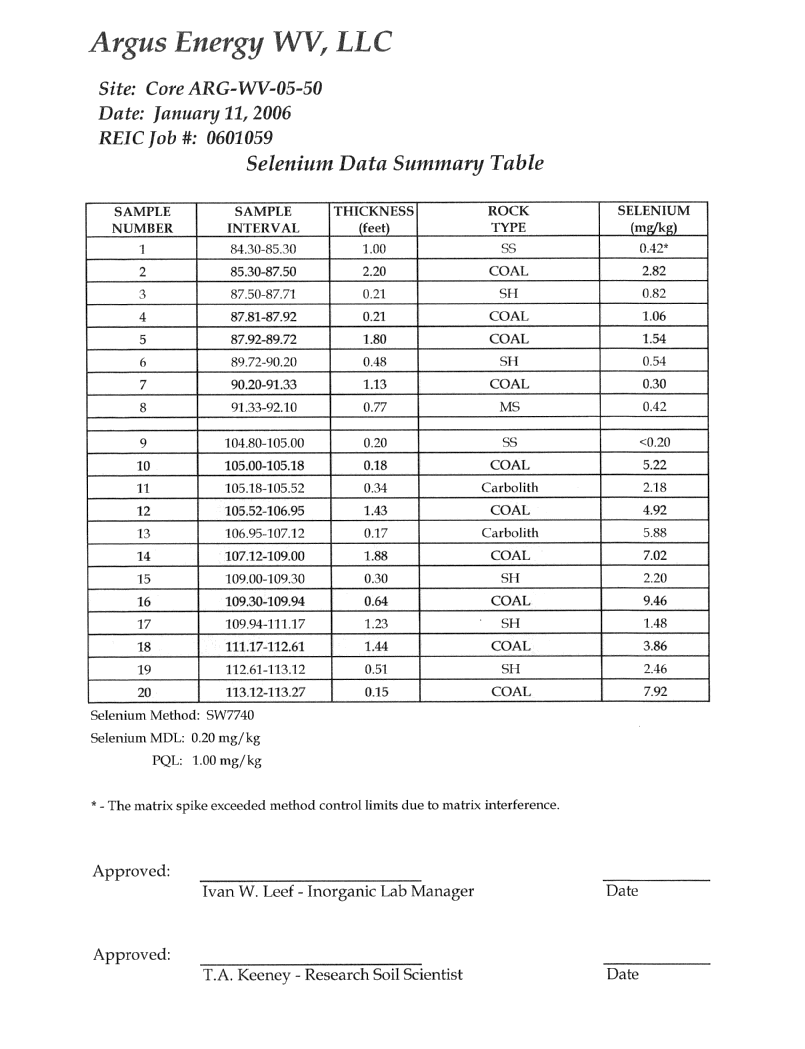 Argus Energy WV, LLC
Site: Core ARG-WV-05-50
Date: January 11, 2006
REIC Job #: 0601059
Selenium Data Summary Table
SAMPLE SAMPLE THICKNESS ROCK SELENIUM
NUMBER INTERVAL (feet) TYPE (mg/kg)
1 84.30-85.30 1.00 SS 0.42*
2 85.30-87.50 2.20 COAL 2.82
3 87.50-87.71 0.21 SH 0.82
4 87.81-87.92 0.21 COAL 1.06
5 87.92-89.72 1.80 COAL 1.54
6 89.72-90.20 0.48 SH 0.54
7 90.20-91.33 1.13 COAL 0.30
8 91.33-92.10 0.77 MS 0.42
9 104.80-105.00 0.20 SS <0.20
10 105.00-105.18 0.18 COAL 5.22
11 105.18-105.52 0.34 Carbolith 2.18
12 105.52-106.95 1.43 COAL 4.92
13 106.95-107.12 0.17 Carbolith 5.88
14 107.12-109.00 1.88 COAL 7.02
15 109.00-109.30 0.30 SH 2.20
16 109.30-109.94 0.64 COAL 9.46
17 109.94-111.17 1.23 SH 1.48
18 111.17-112.61 1.44 COAL 3.86
19 112.61-113.12 0.51 SH 2.46
20 113.12-113.27 0.15 COAL 7.92
Selenium Method: SW7740
Selenium MDL: 0.20 mg/kg
PQL: 1.00 mg/kg
* - The matrix spike exceeded method control limits due to matrix interference.
Approved:
Ivan W. Leef - Inorganic Lab Manager Date
Approved:
T.A. Keeney - Research Soil Scientist Date